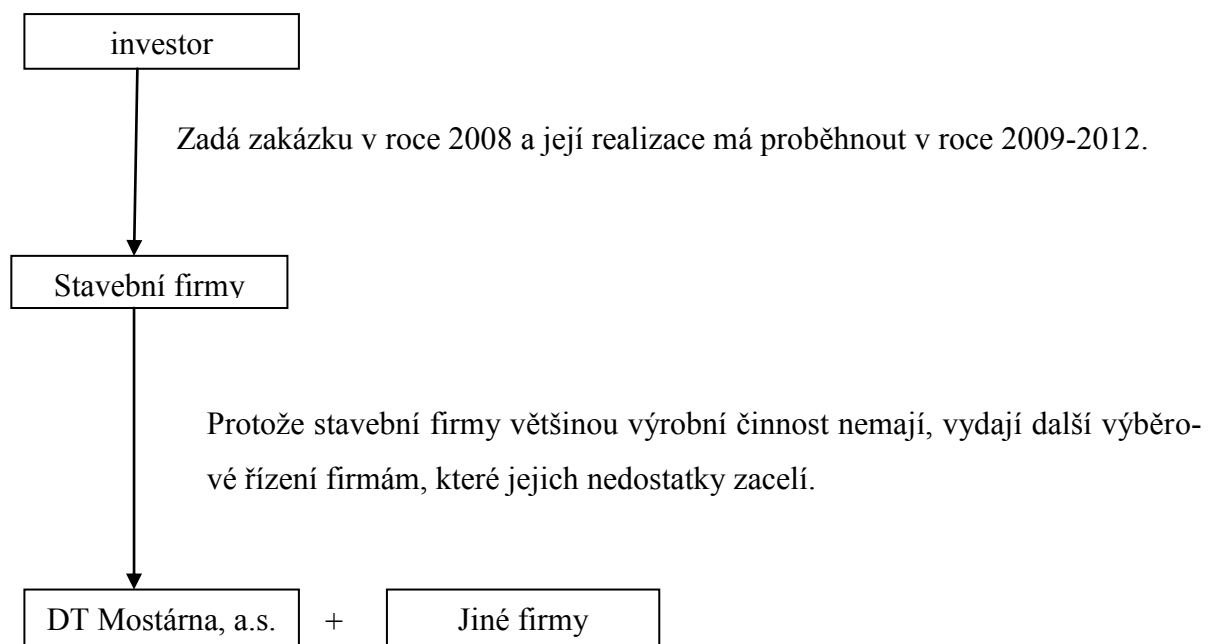 investor
Zadá zakázku v roce 2008 a její realizace má proběhnout v roce 2009-2012.
Stavební firmy
Protože stavební firmy většinou výrobní činnost nemají, vydají další výběro-
vé řízení firmám, které jejich nedostatky zacelí.
DT Mostárna, a.s. + Jiné firmy